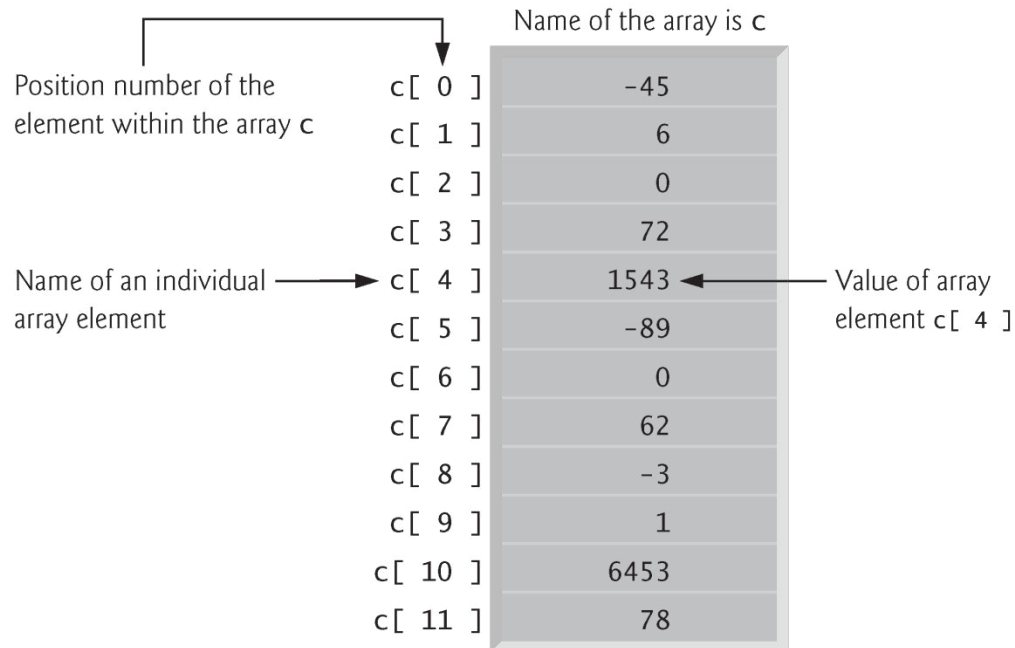 Name of the array is c
Position number of the
element within the array c
c[ 0 ] -45
c[ 1 ] 6
c[ 2 ] 0
c[ 3 ] 72
Name of an individual
array element
c[ 4 ] 1543
Value of array
element c[ 4 ]
c[ 5 ] -89
c[ 6 ] 0
c[ 7 ] 62
c[ 8 ] -3
c[ 9 ] 1
c[ 10 ] 6453
c[ 11 ] 78